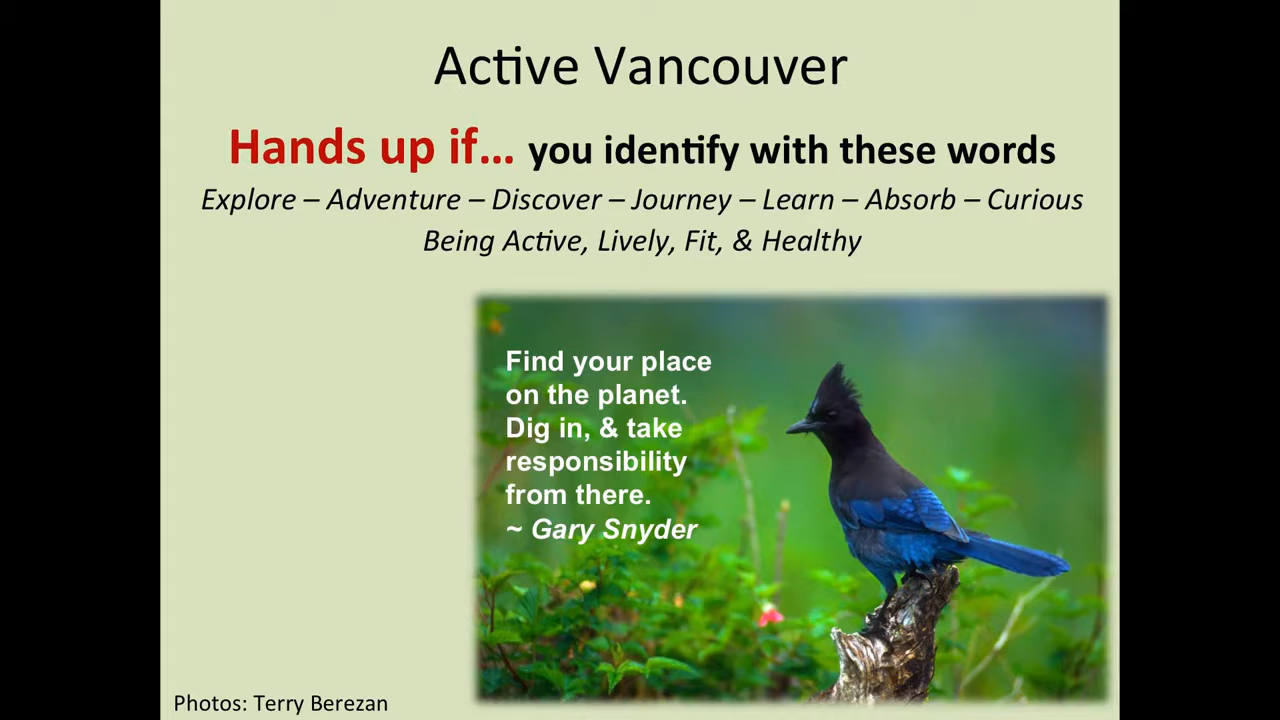 Active Vancouver
Hands up if... you identify with these words
Explore – Adventure – Discover – Journey – Learn – Absorb – Curious
Being Active, Lively, Fit, & Healthy
Find your place
on the planet.
Dig in, & take
responsibility
from there.
~ Gary Snyder
Photos: Terry Berezan